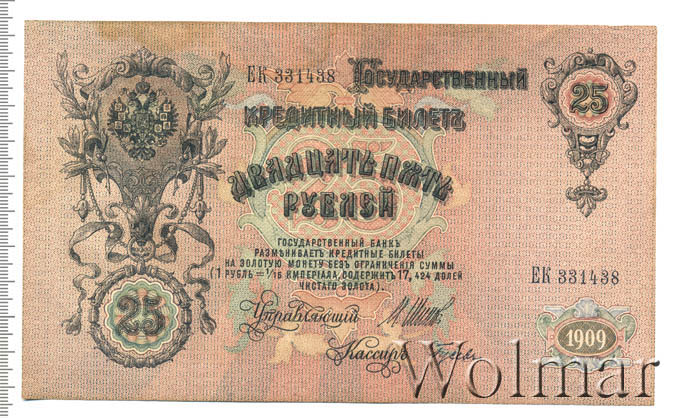 ЕК 331438
Государственный
25
кредитный билетъ
25
двадцать пять
рублей
ГОСУДАРСТВЕННЫЙ БАНКЪ
РАЗМѢНИВАЕТЪ КРЕДИТНЫЕ БИЛЕТЫ
НА ЗОЛОТУЮ МОНЕТУ БЕЗЪ ОГРАНИЧЕНІЯ СУММЫ
(1 РУБЛЬ = 1/15 ИМПЕРІАЛА, СОДЕРЖИТЪ 17,424 ДОЛЕЙ
ЧИСТАГО ЗОЛОТА).
ЕК 331438
25
Управляющій
1909
Кассиръ
Wolmar